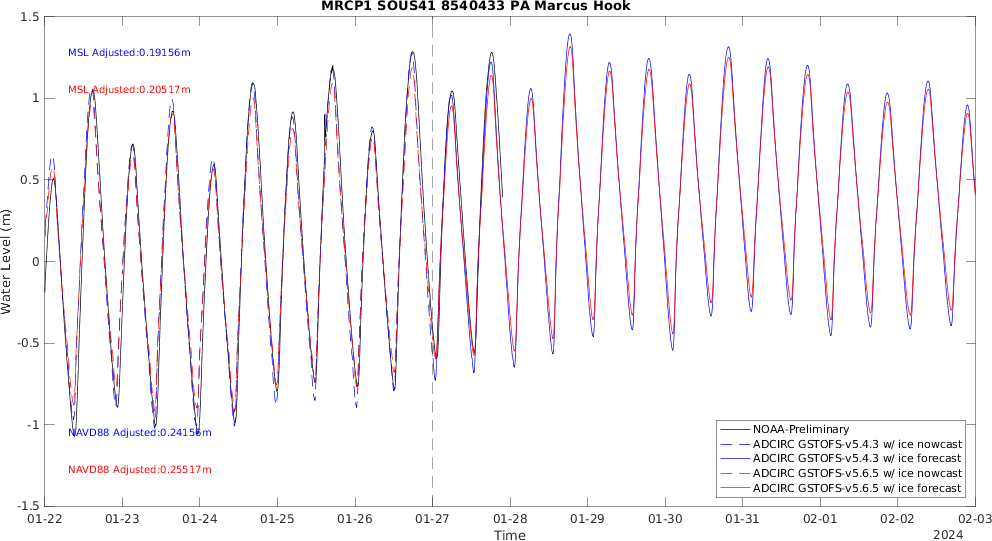 MRCP1 SOUS41 8540433 PA Marcus Hook
1.5
1
0.5
0
-0.5
-1
-1.5
Water Level (m)
MSL Adjusted:0.19156m
MSL Adjusted:0.20517m
NAVD88 Adjusted:0.24156m
NAVD88 Adjusted:0.25517m
NOAA-Preliminary
ADCIRC GSTOFS-v5.4.3 w/ ice nowcast
ADCIRC GSTOFS-v5.4.3 w/ ice forecast
ADCIRC GSTOFS-v5.6.5 w/ ice nowcast
ADCIRC GSTOFS-v5.6.5 w/ ice forecast
01-22 01-23 01-24 01-25 01-26 01-27 01-28 01-29 01-30 01-31 02-01 02-02 02-03
Time
2024